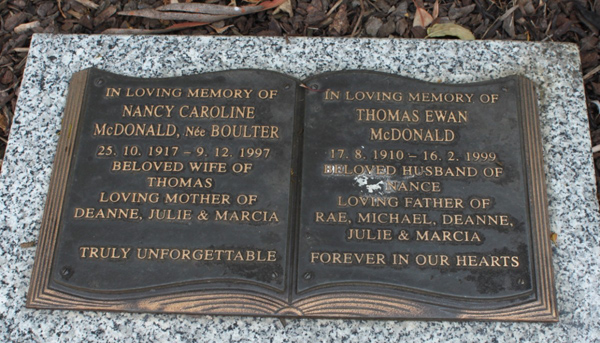 IN LOVING MEMORY OF
NANCY CAROLINE
McDONALD, Née BOULTER
25. 10. 1917 – 9. 12. 1997
BELOVED WIFE OF
THOMAS
LOVING MOTHER OF
DEANNE, JULIE & MARCIA
TRULY UNFORGETTABLE
IN LOVING MEMORY OF
THOMAS EWAN
McDONALD
17. 8. 1910 – 16. 2. 1999
BELOVED HUSBAND OF
NANCE
LOVING FATHER OF
RAE, MICHAEL, DEANNE,
JULIE & MARCIA
FOREVER IN OUR HEARTS